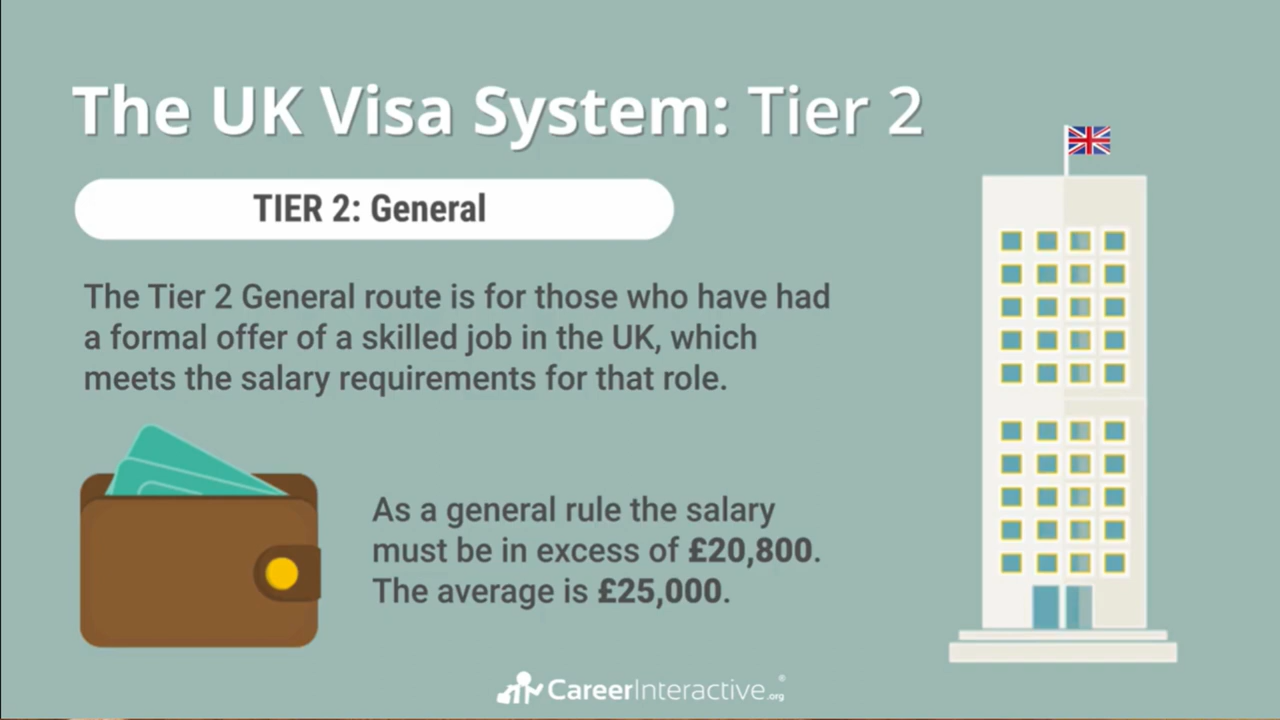 The UK Visa System: Tier 2
TIER 2: General
The Tier 2 General route is for those who have had
a formal offer of a skilled job in the UK, which
meets the salary requirements for that role.
As a general rule the salary
must be in excess of £20,800.
The average is £25,000.
CareerInteractive.org®